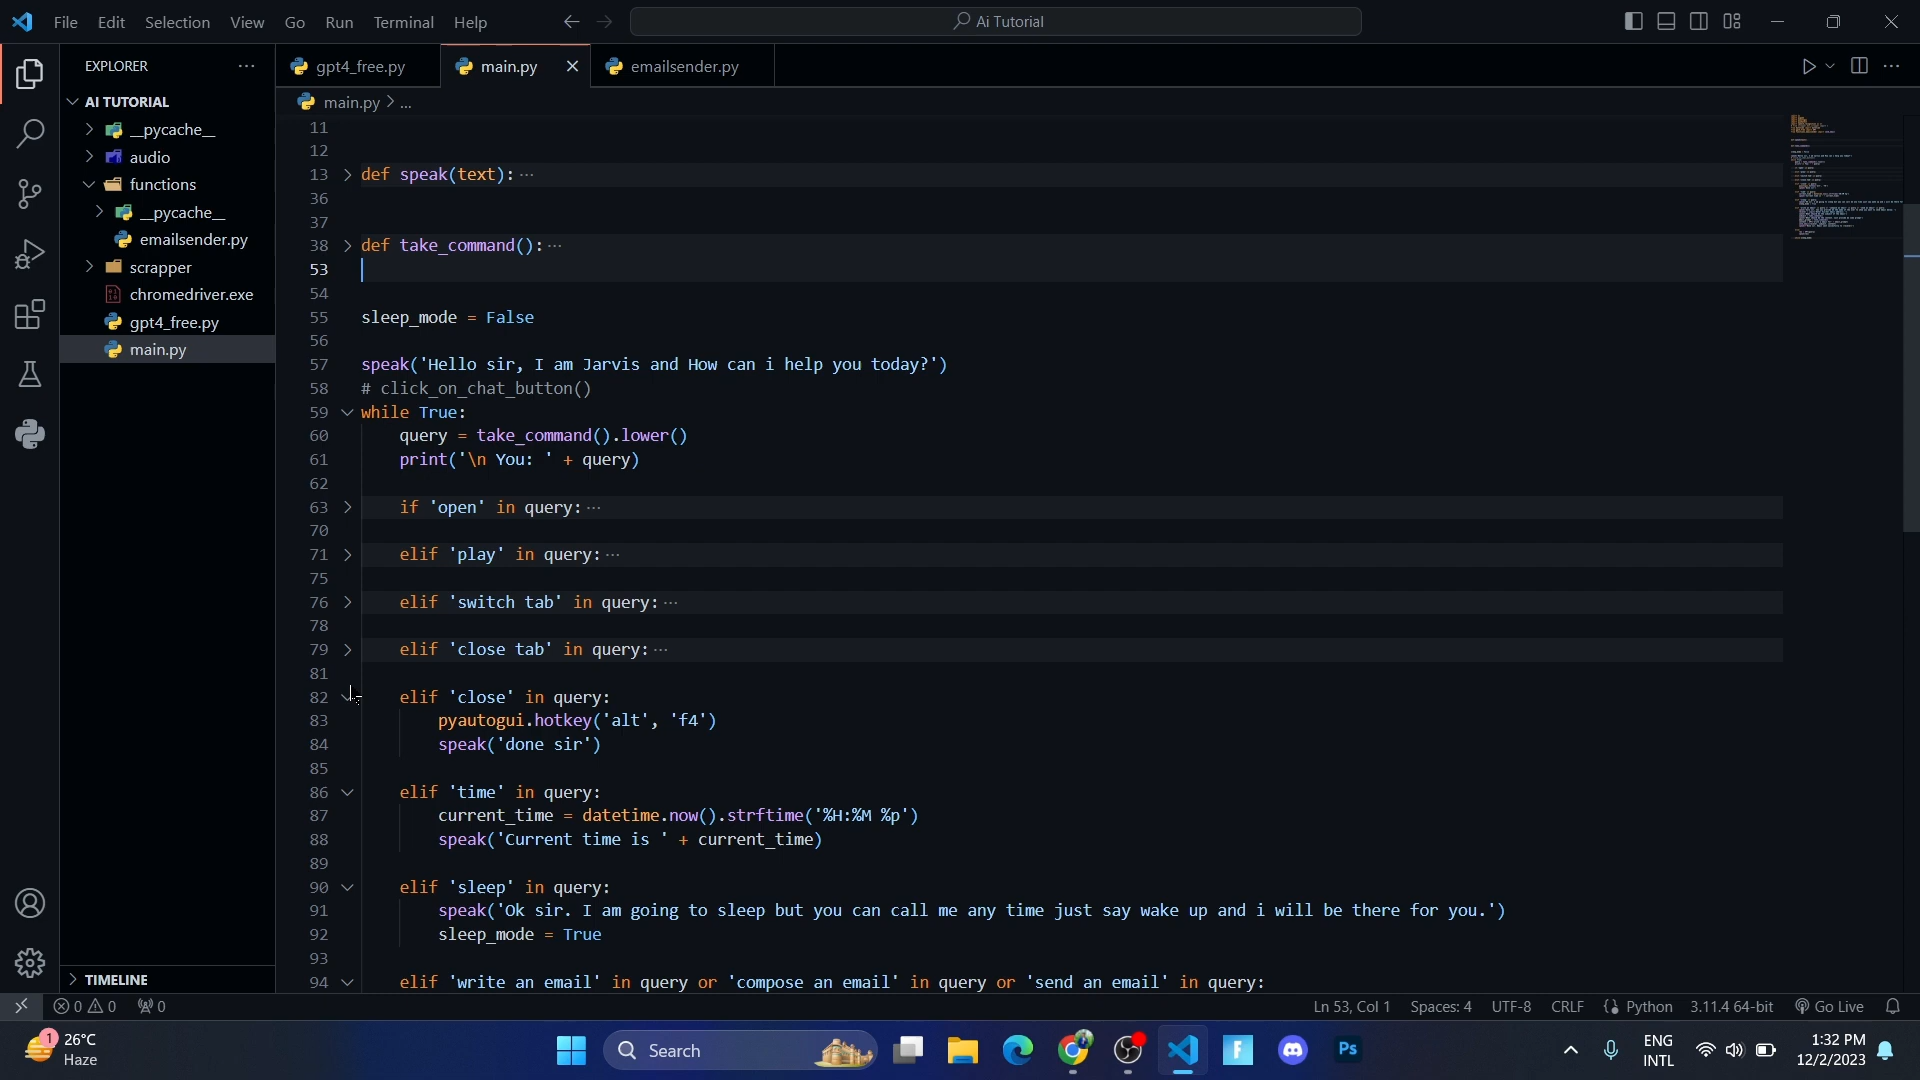 File Edit Selection View Go Run Terminal Help
Ai Tutorial
EXPLORER
AI TUTORIAL
__pycache__
audio
functions
__pycache__
emailsender.py
scrapper
chromedriver.exe
gpt4_free.py
main.py
TIMELINE
gpt4_free.py main.py emailsender.py
main.py > ...
11
12
13 def speak(text): ...
36
37
38 def take_command(): ...
53
54
55 sleep_mode = False
56
57 speak('Hello sir, I am Jarvis and How can i help you today?')
58 # click_on_chat_button()
59 while True:
60 query = take_command().lower()
61 print('\n You: ' + query)
62
63 if 'open' in query: ...
70
71 elif 'play' in query: ...
75
76 elif 'switch tab' in query: ...
78
79 elif 'close tab' in query: ...
81
82 elif 'close' in query:
83 pyautogui.hotkey('alt', 'f4')
84 speak('done sir')
85
86 elif 'time' in query:
87 current_time = datetime.now().strftime('%H:%M %p')
88 speak('Current time is ' + current_time)
89
90 elif 'sleep' in query:
91 speak('Ok sir. I am going to sleep but you can call me any time just say wake up and i will be there for you.')
92 sleep_mode = True
93
94 elif 'write an email' in query or 'compose an email' in query or 'send an email' in query:
0 0 0 Ln 53, Col 1 Spaces: 4 UTF-8 CRLF Python 3.11.4 64-bit Go Live
1 26°C
Haze
Search
F
Ps
ENG
INTL
1:32 PM
12/2/2023